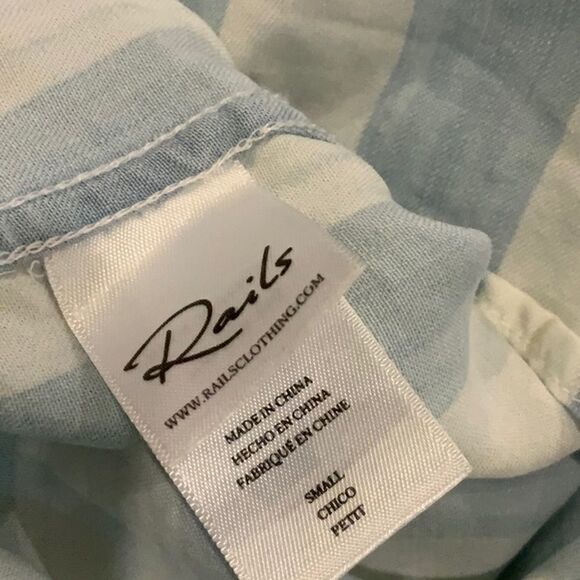 Rails
WWW.RAILSCLOTHING.COM
MADE IN CHINA
HECHO EN CHINA
FABRIQUÉ EN CHINE
SMALL
CHICO
PETIT